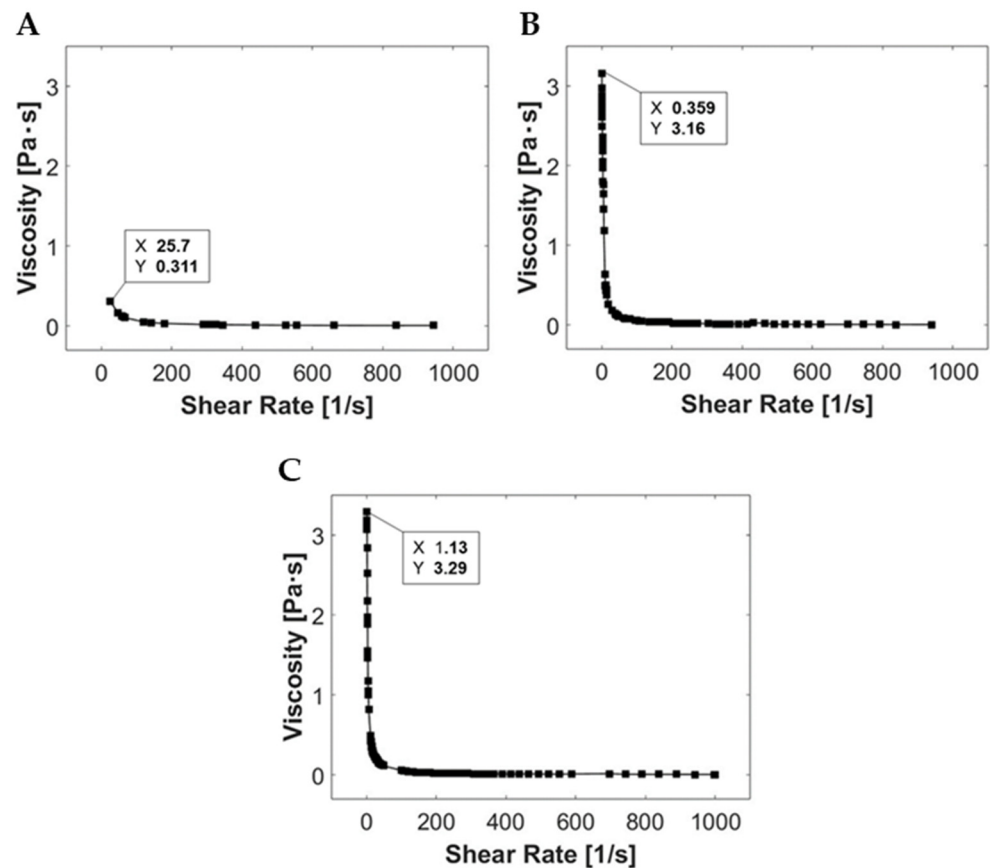 A
Viscosity [Pa·s]
3
2
1
0
X 25.7
Y 0.311
0 200 400 600 800 1000
Shear Rate [1/s]
B
Viscosity [Pa·s]
3
2
1
0
X 0.359
Y 3.16
0 200 400 600 800 1000
Shear Rate [1/s]
C
Viscosity [Pa·s]
3
2
1
0
X 1.13
Y 3.29
0 200 400 600 800 1000
Shear Rate [1/s]